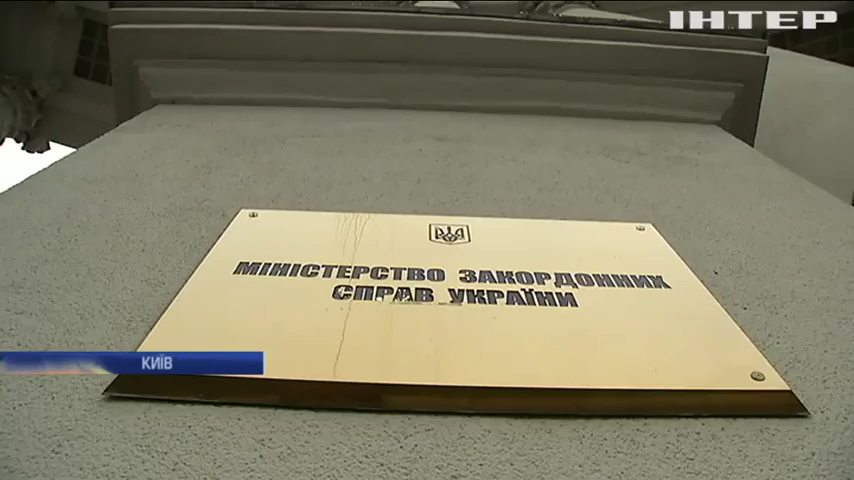 ІНТЕР
МІНІСТЕРСТВО ЗАКОРДОННИХ
СПРАВ УКРАЇНИ
КИЇВ